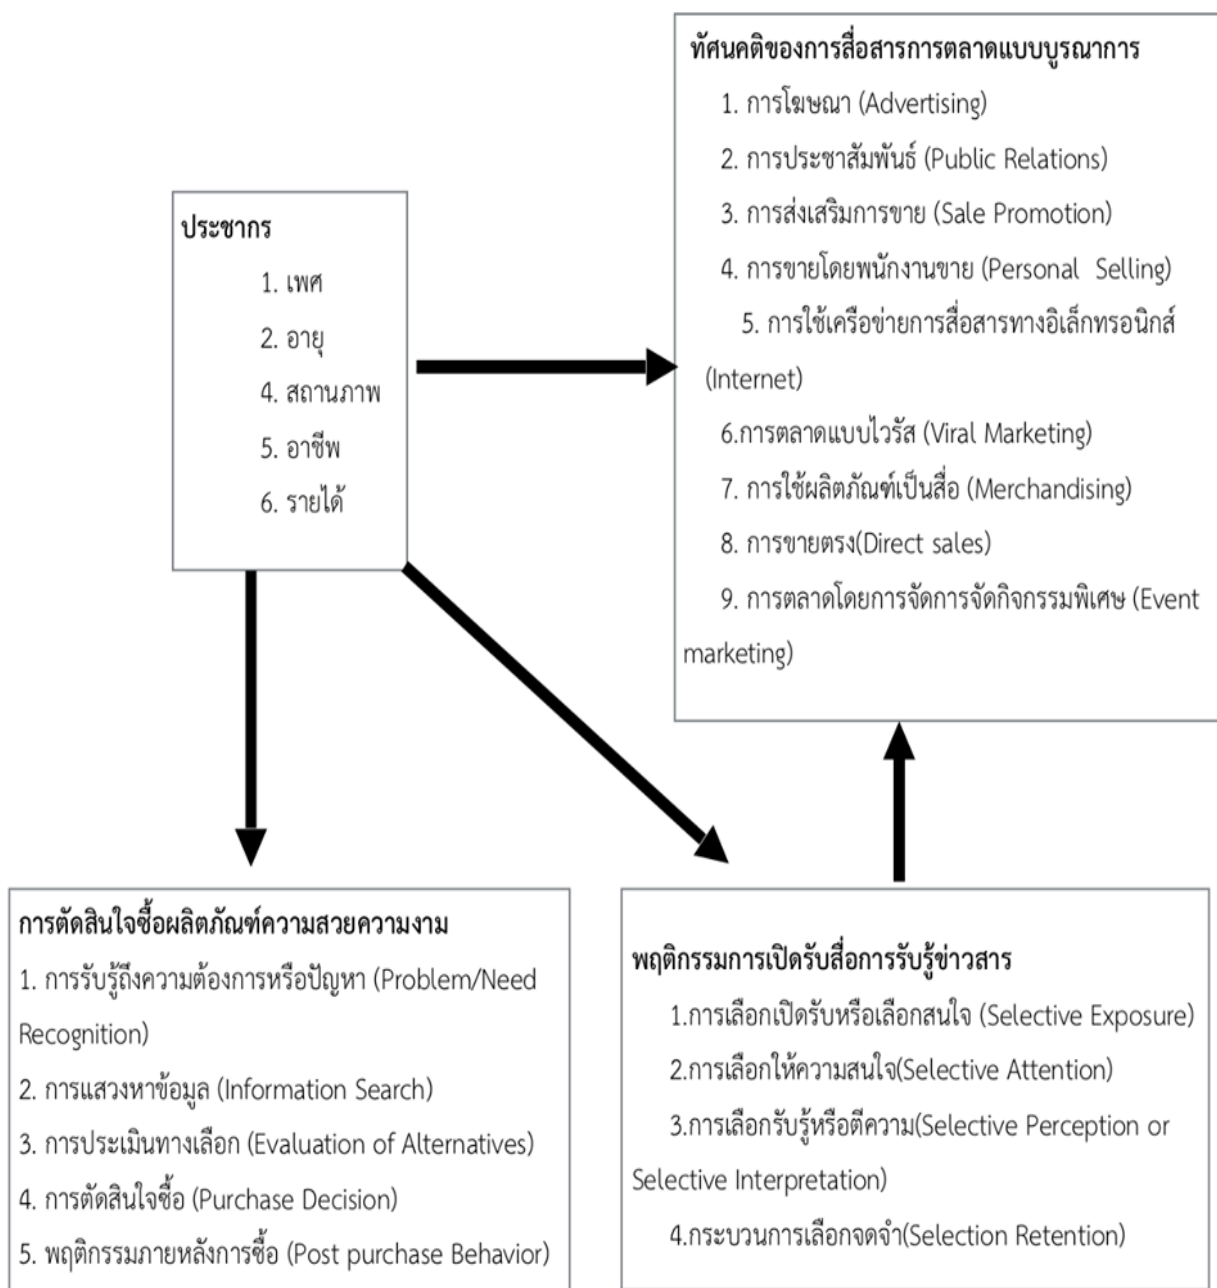 ทัศนคติของการสื่อสารการตลาดแบบบูรณาการ
1. การโฆษณา (Advertising)
2. การประชาสัมพันธ์ (Public Relations)
3. การส่งเสริมการขาย (Sale Promotion)
4. การขายโดยพนักงานขาย (Personal Selling)
5. การใช้เครือข่ายการสื่อสารทางอิเล็กทรอนิกส์
(Internet)
6.การตลาดแบบไวรัส (Viral Marketing)
7. การใช้ผลิตภัณฑ์เป็นสื่อ (Merchandising)
8. การขายตรง(Direct sales)
9. การตลาดโดยการจัดการจัดกิจกรรมพิเศษ (Event
marketing)
ประชากร
1. เพศ
2. อายุ
4. สถานภาพ
5. อาชีพ
6. รายได้
การตัดสินใจซื้อผลิตภัณฑ์ความสวยความงาม
1. การรับรู้ถึงความต้องการหรือปัญหา (Problem/Need
Recognition)
2. การแสวงหาข้อมูล (Information Search)
3. การประเมินทางเลือก (Evaluation of Alternatives)
4. การตัดสินใจซื้อ (Purchase Decision)
5. พฤติกรรมภายหลังการซื้อ (Post purchase Behavior)
พฤติกรรมการเปิดรับสื่อการรับรู้ข่าวสาร
1.การเลือกเปิดรับหรือเลือกสนใจ (Selective Exposure)
2.การเลือกให้ความสนใจ(Selective Attention)
3.การเลือกรับรู้หรือตีความ(Selective Perception or
Selective Interpretation)
4.กระบวนการเลือกจดจำ(Selection Retention)